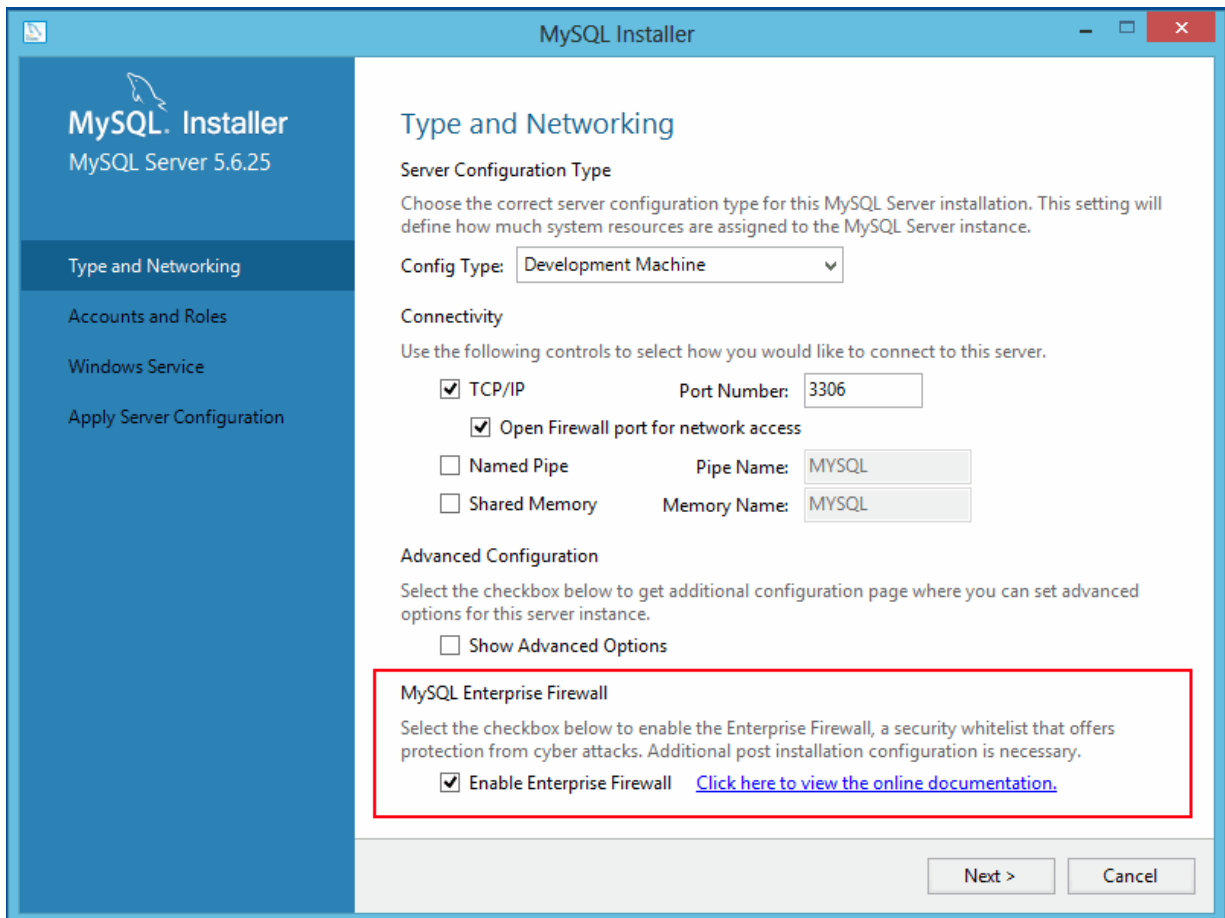 MySQL Installer
MySQL. Installer
MySQL Server 5.6.25
Type and Networking
Accounts and Roles
Windows Service
Apply Server Configuration
Type and Networking
Server Configuration Type
Choose the correct server configuration type for this MySQL Server installation. This setting will
define how much system resources are assigned to the MySQL Server instance.
Config Type: Development Machine
Connectivity
Use the following controls to select how you would like to connect to this server.
TCP/IP Port Number: 3306
Open Firewall port for network access
Named Pipe Pipe Name: MYSQL
Shared Memory Memory Name: MYSQL
Advanced Configuration
Select the checkbox below to get additional configuration page where you can set advanced
options for this server instance.
Show Advanced Options
MySQL Enterprise Firewall
Select the checkbox below to enable the Enterprise Firewall, a security whitelist that offers
protection from cyber attacks. Additional post installation configuration is necessary.
Enable Enterprise Firewall Click here to view the online documentation.
Next > Cancel